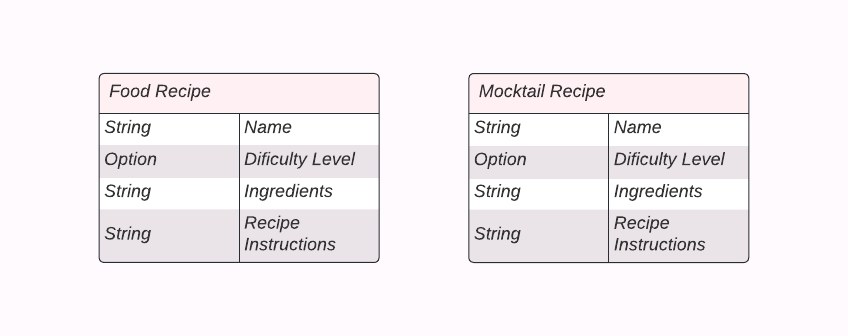 Food Recipe
String Name
Option Dificulty Level
String Ingredients
String Recipe
Instructions
Mocktail Recipe
String Name
Option Dificulty Level
String Ingredients
String Recipe
Instructions